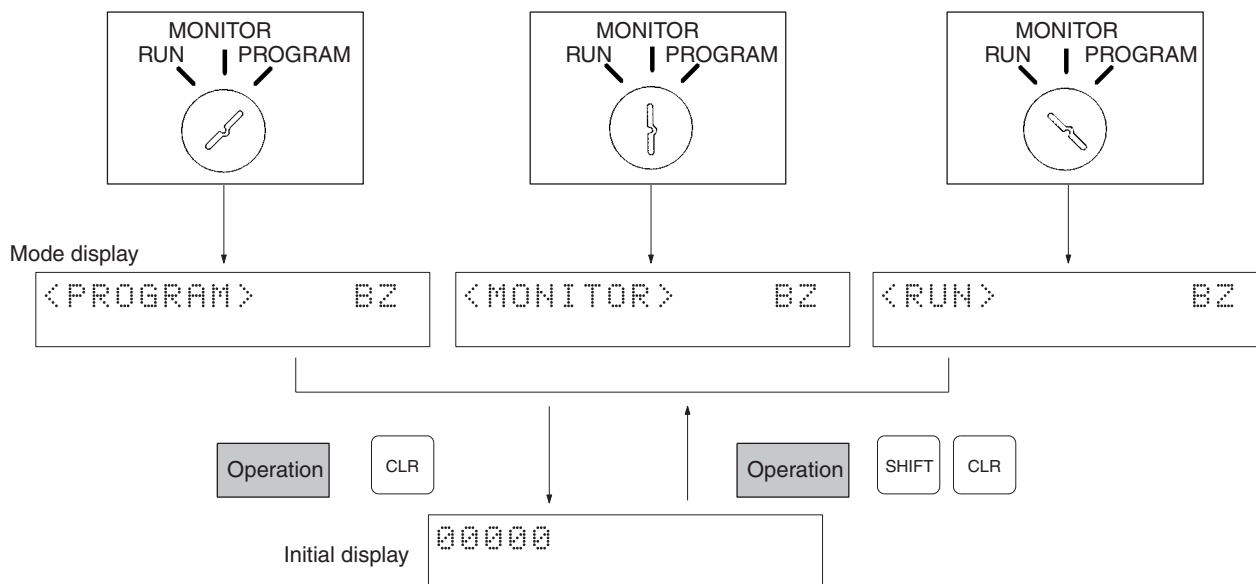 MONITOR
RUN PROGRAM
MONITOR
RUN PROGRAM
MONITOR
RUN PROGRAM
Mode display
<PROGRAM> BZ
<MONITOR> BZ
<RUN> BZ
Operation CLR
Operation SHIFT CLR
Initial display
00000